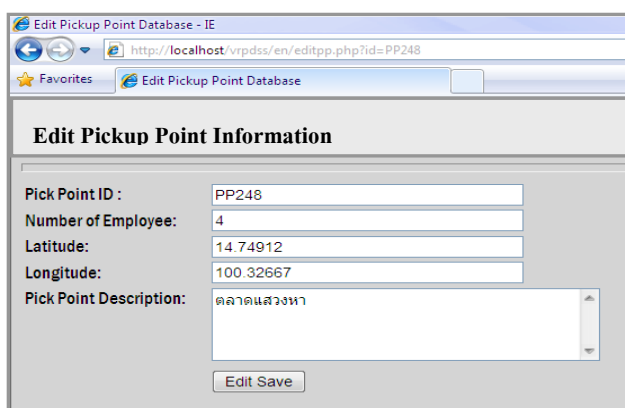 Edit Pickup Point Database - IE
http://localhost/vrpdss/en/editpp.php?id=PP248
Favorites Edit Pickup Point Database
Edit Pickup Point Information
Pick Point ID : PP248
Number of Employee: 4
Latitude: 14.74912
Longitude: 100.32667
Pick Point Description: ตลาดแสวงหา
Edit Save